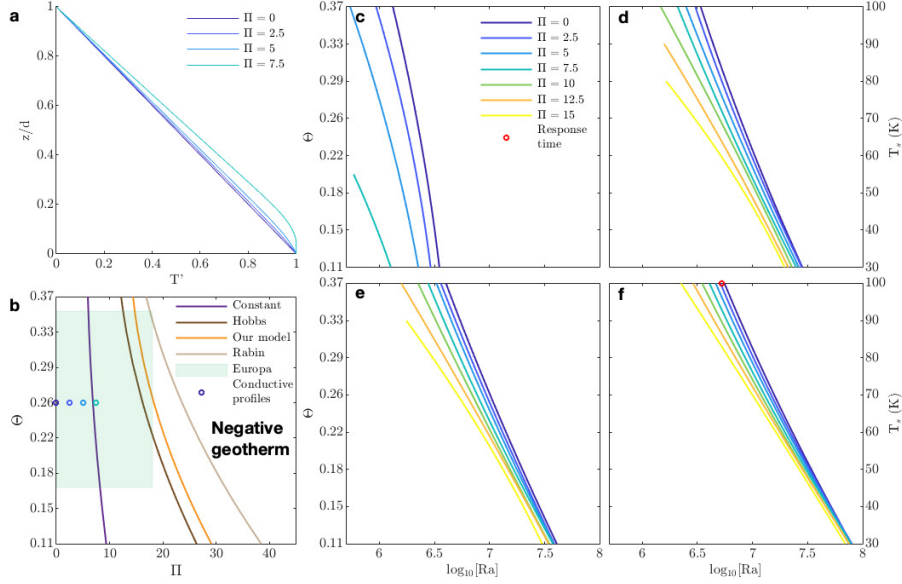 a
Π = 0
Π = 2.5
Π = 5
Π = 7.5
1
0.8
0.6
0.4
0.2
0
z/d
0
0.2
0.4
0.6
0.8
1
T'
b
0.37
0.33
0.29
0.26
0.22
0.18
0.15
0.11
Θ
Constant
Hobbs
Our model
Rabin
Europa
Conductive
profiles
Negative
geotherm
0
10
20
30
40
Π
c
0.37
0.33
0.29
0.26
0.22
0.18
0.15
0.11
Θ
Π = 0
Π = 2.5
Π = 5
Π = 7.5
Π = 10
Π = 12.5
Π = 15
Response
time
d
100
90
80
70
60
50
40
30
T_s (K)
e
0.37
0.33
0.29
0.26
0.22
0.18
0.15
0.11
Θ
6
6.5
7
7.5
8
log₁₀[Ra]
f
100
90
80
70
60
50
40
30
T_s (K)
6
6.5
7
7.5
8
log₁₀[Ra]